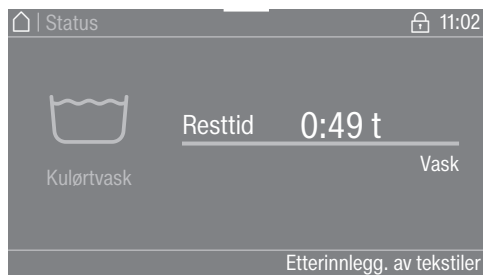 | Status 11:02
Resttid 0:49 t
Kulørtvask
Vask
Etterinnlegg. av tekstiler